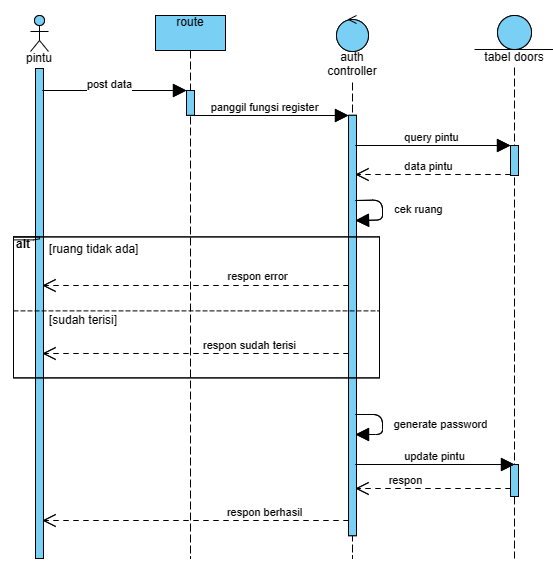 route
pintu
auth
controller
tabel doors
post data
panggil fungsi register
query pintu
data pintu
cek ruang
alt
[ruang tidak ada]
respon error
[sudah terisi]
respon sudah terisi
generate password
update pintu
respon
respon berhasil